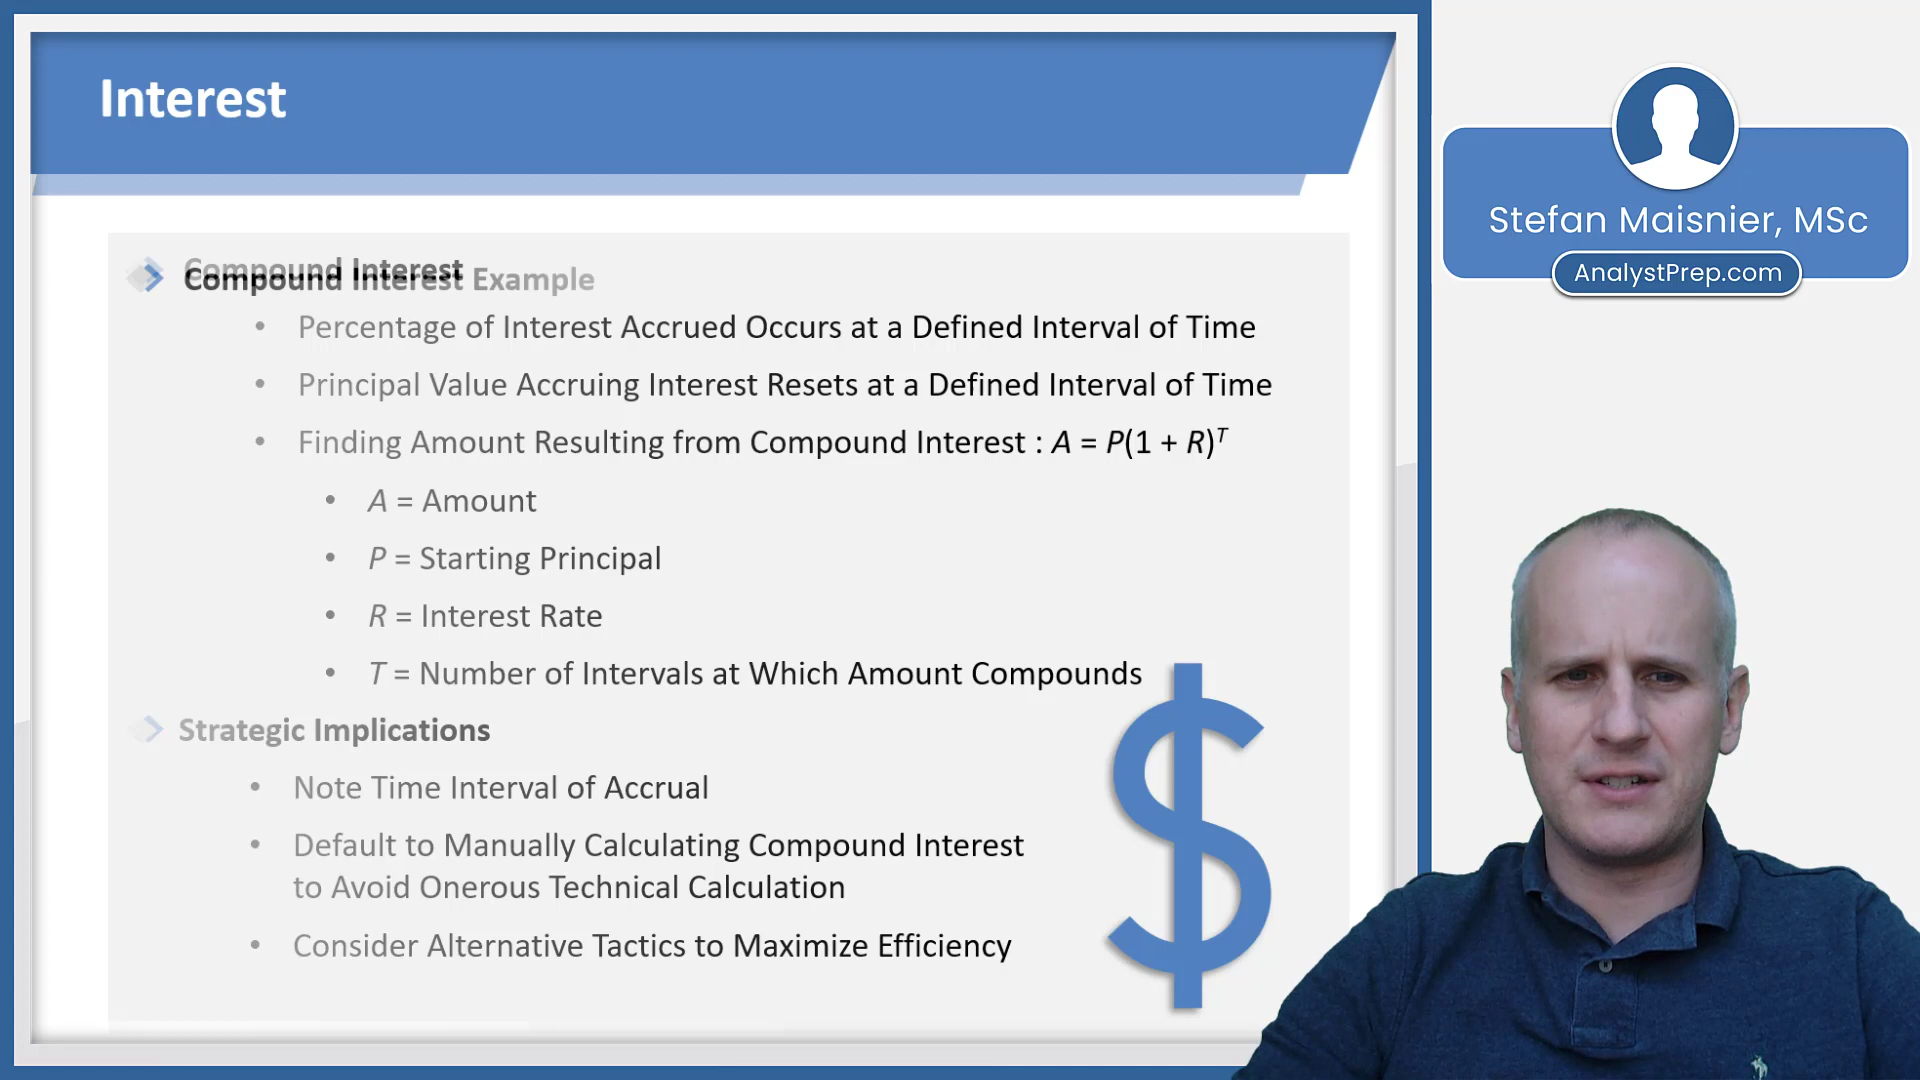 Interest
Compound Interest
Compound Interest Example
• Percentage of Interest Accrued Occurs at a Defined Interval of Time
• Principal Value Accruing Interest Resets at a Defined Interval of Time
• Finding Amount Resulting from Compound Interest : A = P(1 + R)^T
• A = Amount
• P = Starting Principal
• R = Interest Rate
• T = Number of Intervals at Which Amount Compounds
Strategic Implications
• Note Time Interval of Accrual
• Default to Manually Calculating Compound Interest
to Avoid Onerous Technical Calculation
• Consider Alternative Tactics to Maximize Efficiency
$
Stefan Maisnier, MSc
AnalystPrep.com